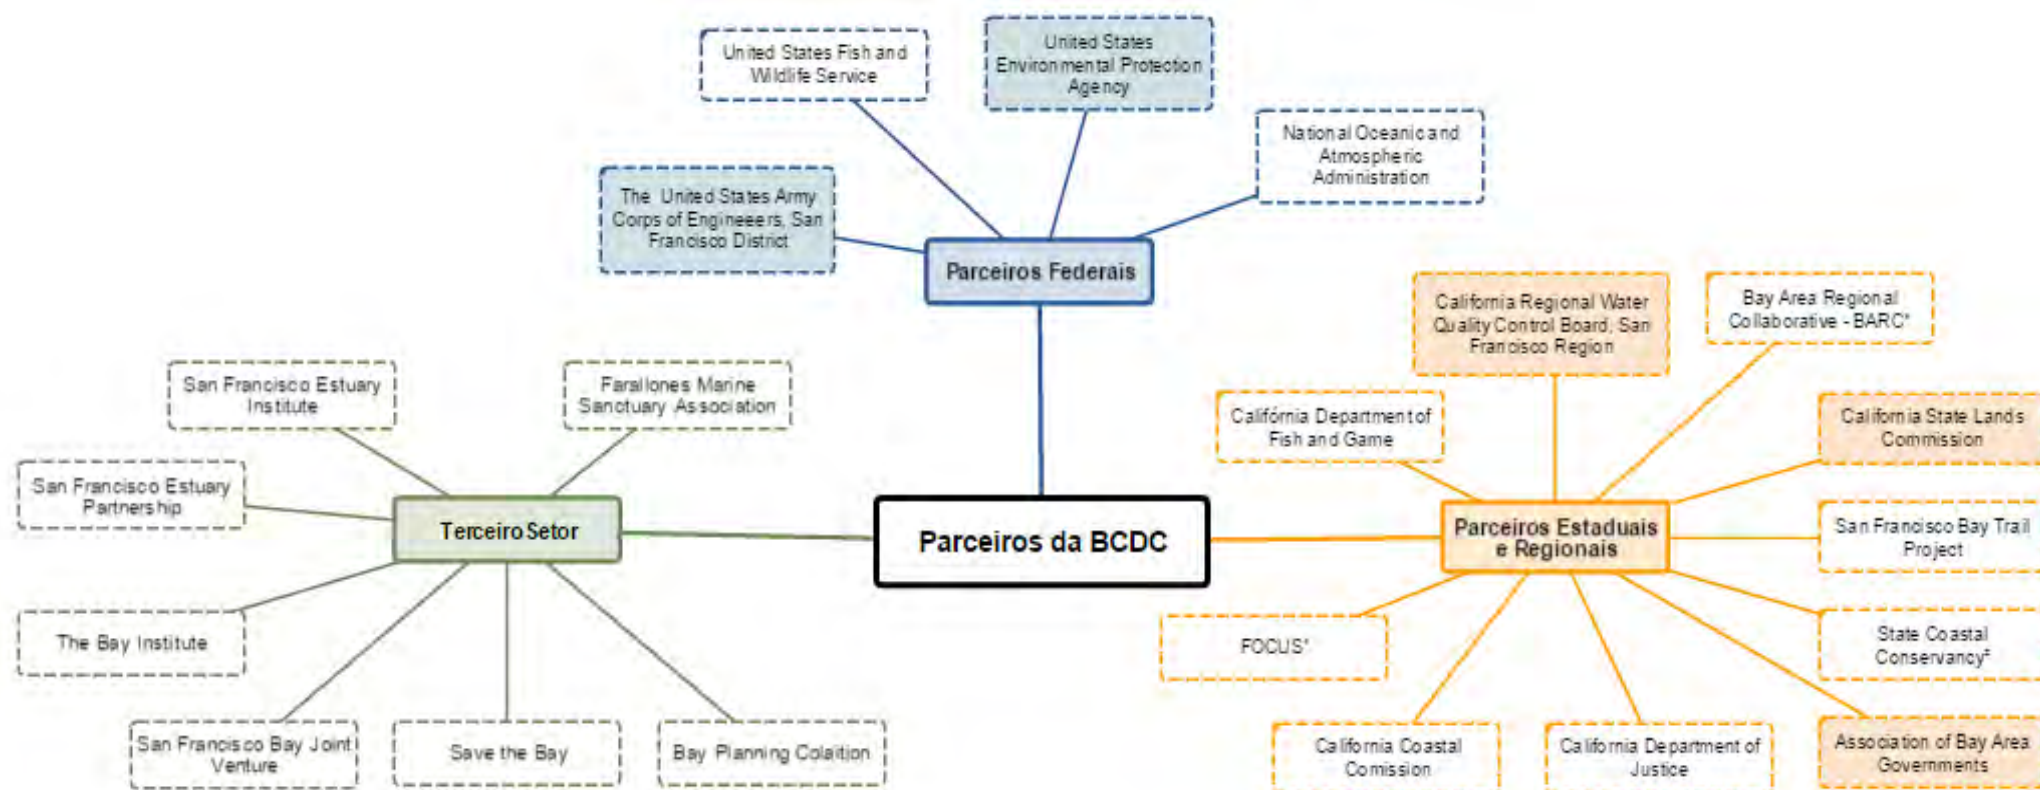 United States Fish and
Wildlife Service
United States
Environmental Protection
Agency
National Oceanic and
Atmospheric
Administration
The United States Army
Corps of Engineeers, San
Francisco District
Parceiros Federais
California Regional Water
Quality Control Board, San
Francisco Region
Bay Area Regional
Collaborative - BARC*
San Francisco Estuary
Institute
Farallones Marine
Sanctuary Association
Califórnia Department of
Fish and Game
California State Lands
Commission
San Francisco Estuary
Partnership
Terceiro Setor
Parceiros da BCDC
Parceiros Estaduais
e Regionais
San Francisco Bay Trail
Project
The Bay Institute
FOCUS*
State Coastal
Conservancy‡
San Francisco Bay Joint
Venture
Save the Bay
Bay Planning Colaition
California Coastal
Comission
California Department of
Justice
Association of Bay Area
Governments